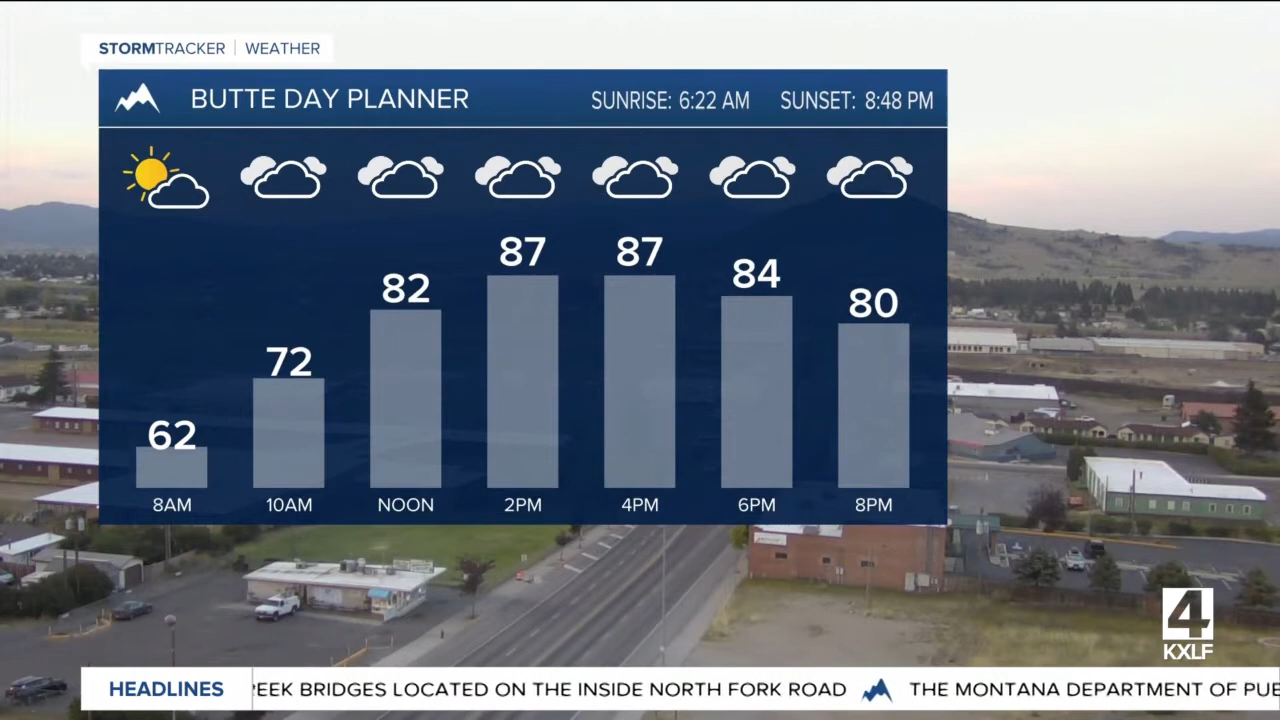 STORMTRACKER | WEATHER
BUTTE DAY PLANNER SUNRISE: 6:22 AM SUNSET: 8:48 PM
62 72 82 87 87 84 80
8AM 10AM NOON 2PM 4PM 6PM 8PM
4
KXLF
HEADLINES EEK BRIDGES LOCATED ON THE INSIDE NORTH FORK ROAD THE MONTANA DEPARTMENT OF PUE